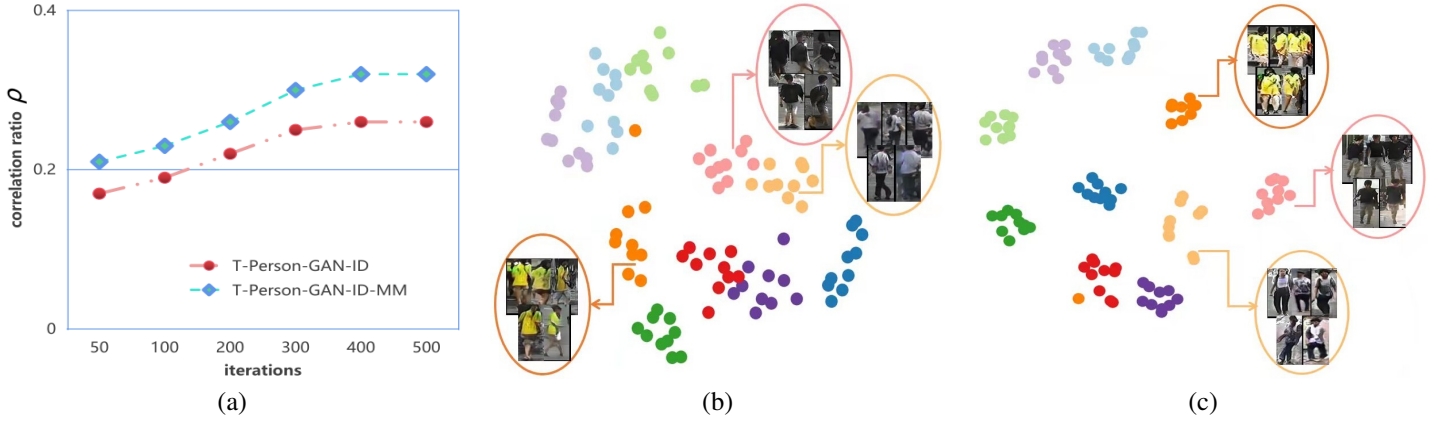 0.4
0.2
0
correlation ratio ρ
T-Person-GAN-ID
T-Person-GAN-ID-MM
50 100 200 300 400 500
iterations
(a) (b) (c)